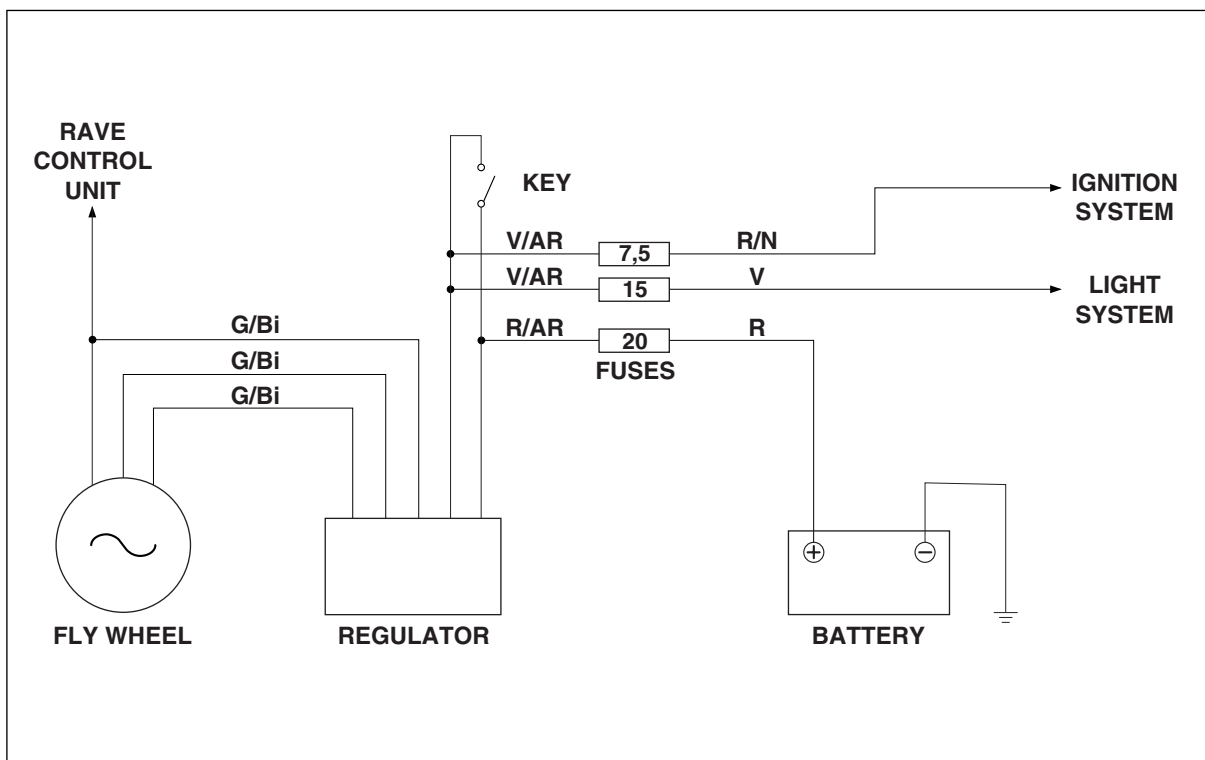 RAVE
CONTROL
UNIT
KEY
IGNITION
SYSTEM
V/AR
7,5
R/N
V/AR
15
V
LIGHT
SYSTEM
G/Bi
R/AR
20
R
FUSES
G/Bi
G/Bi
+
−
FLY WHEEL
REGULATOR
BATTERY